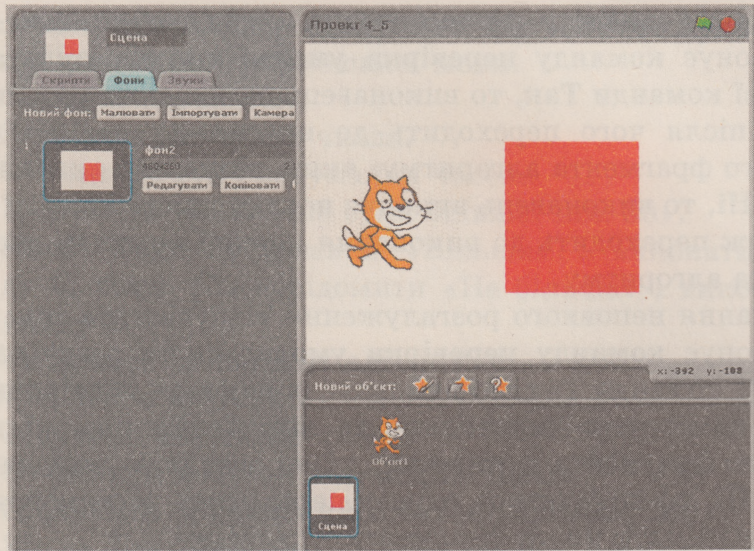 Проект 4_5
Сцена
Скрипти Фони Звуки
Новий фон: Малювати Імпортувати Камера
1
фон2
480x360
Редагувати Копіювати
x: -392 y: -188
Новий об'єкт:
Об'єкт1
Сцена